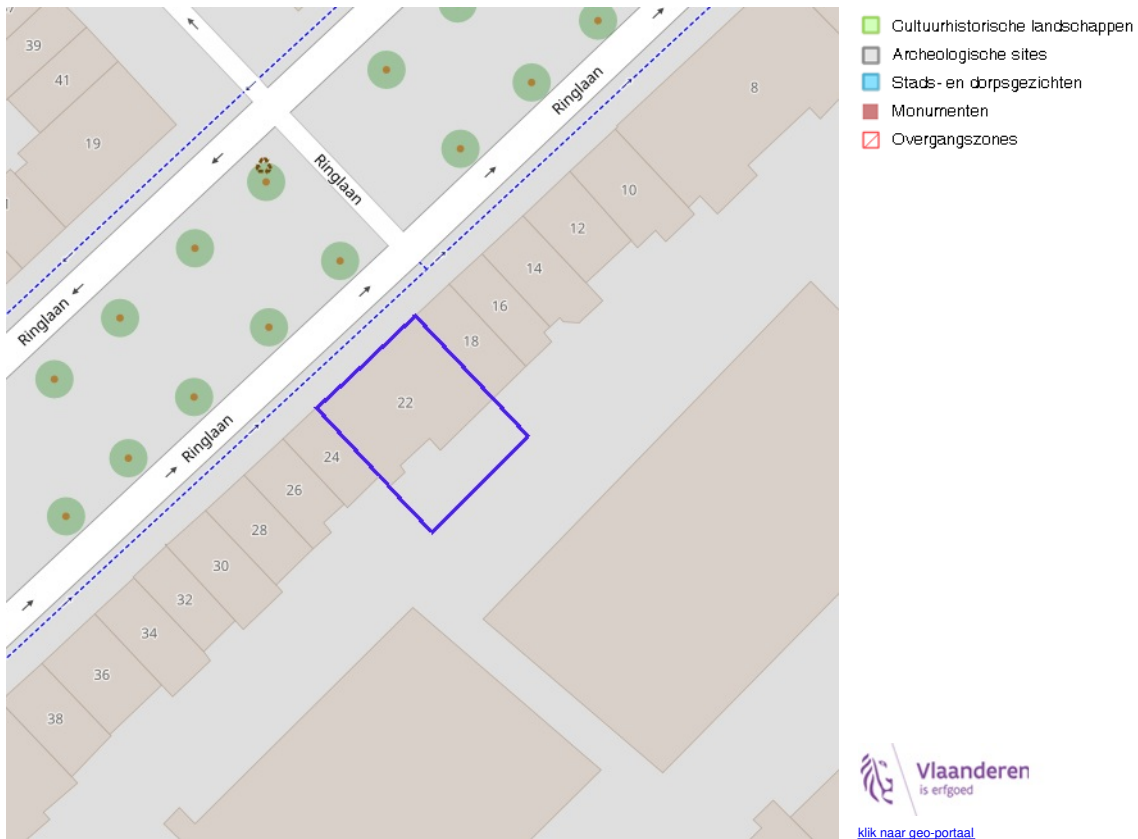 39
41
19
8
Ringlaan
Ringlaan
10
12
14
16
18
Ringlaan
22
Ringlaan
24
26
28
30
32
34
36
38
Cultuurhistorische landschappen
Archeologische sites
Stads- en dorpsgezichten
Monumenten
Overgangszones
Vlaanderen
is erfgoed
klik naar geo-portaal